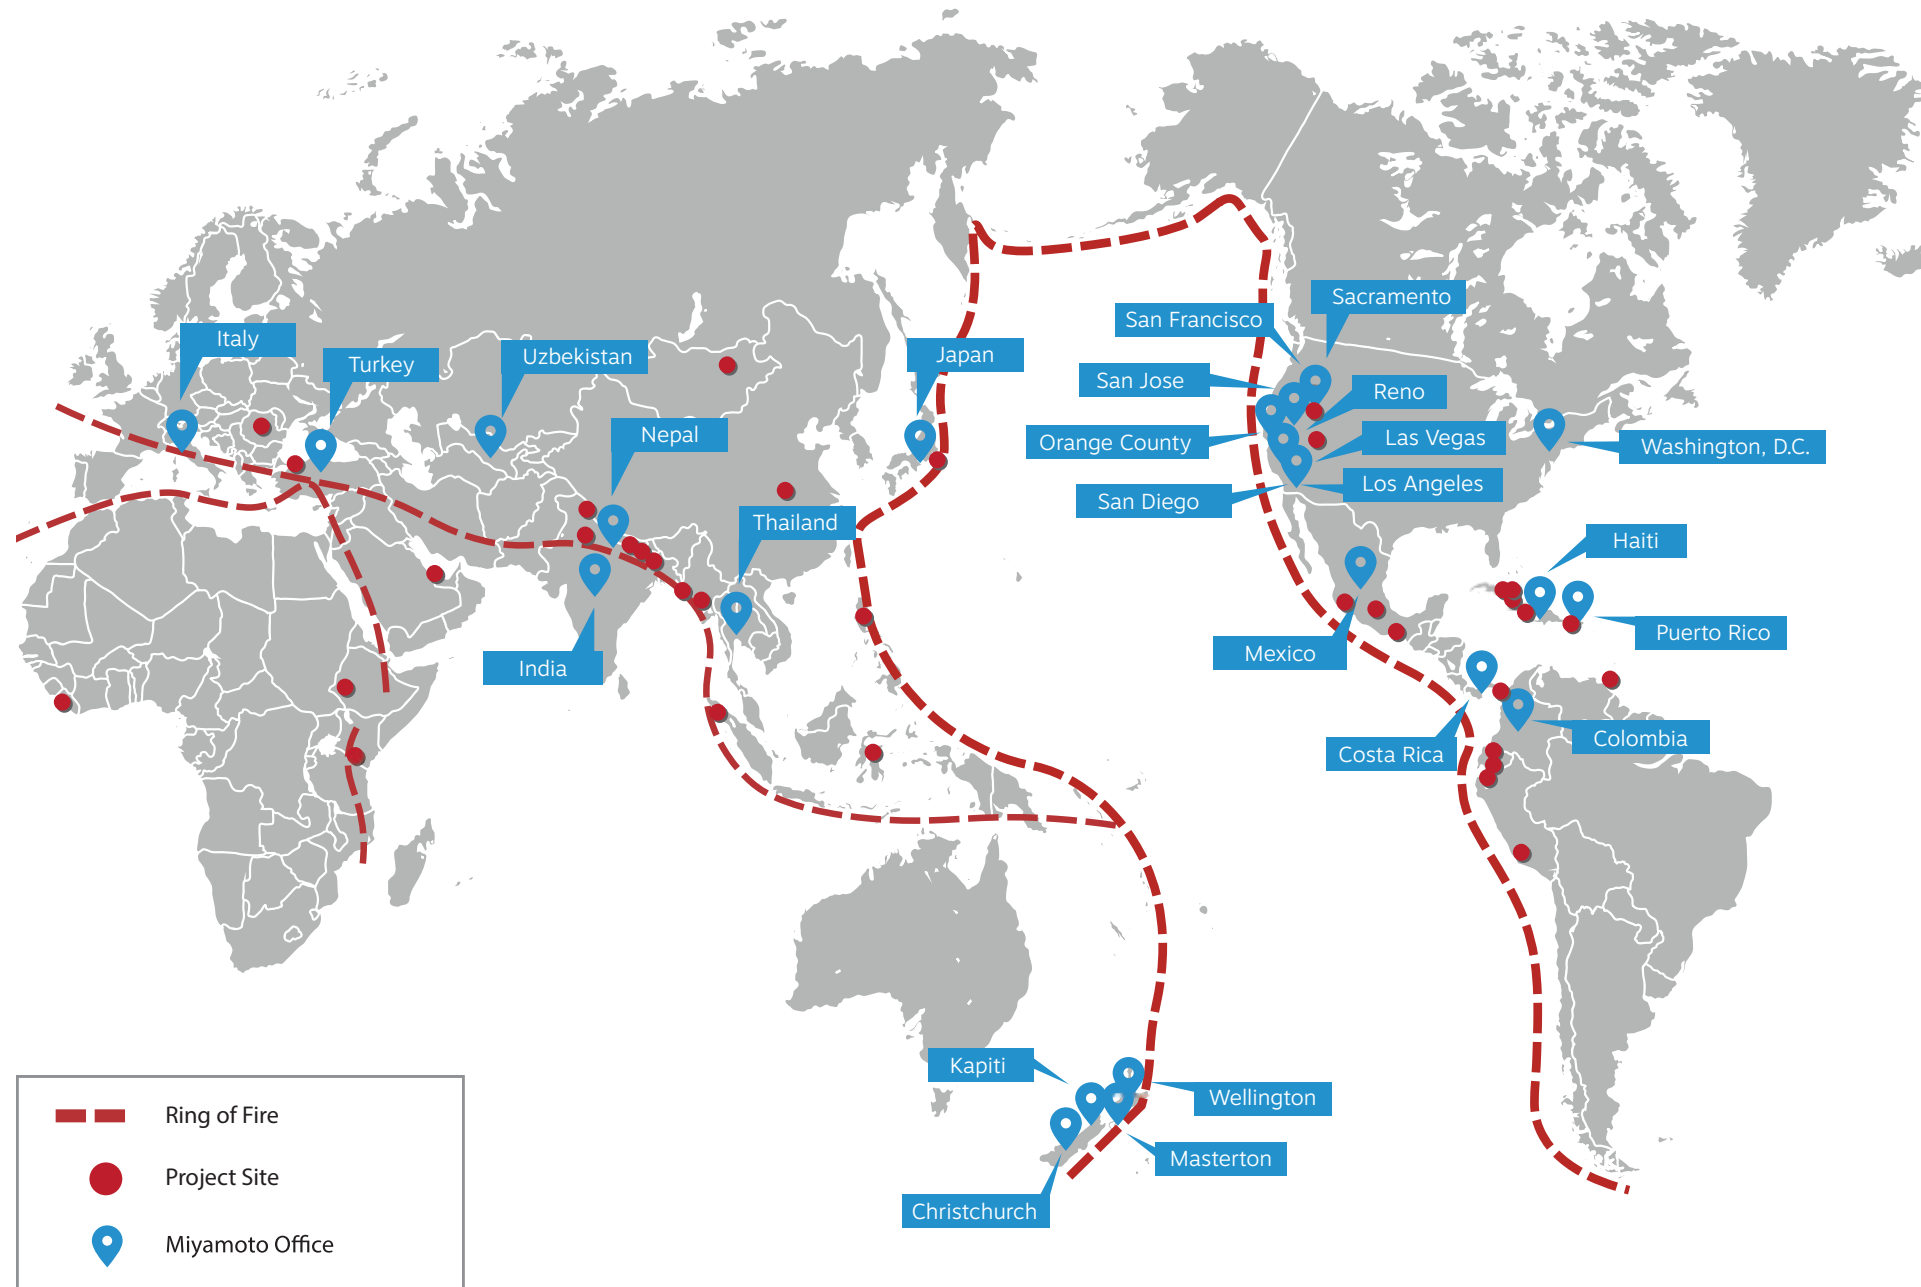 Sacramento
San Francisco
Italy
Japan
Uzbekistan
Turkey
San Jose
Reno
Nepal
Las Vegas
Orange County
Washington, D.C.
Los Angeles
San Diego
Thailand
Haiti
Puerto Rico
Mexico
India
Colombia
Costa Rica
Kapiti
Wellington
Masterton
Christchurch
Ring of Fire
Project Site
Miyamoto Office